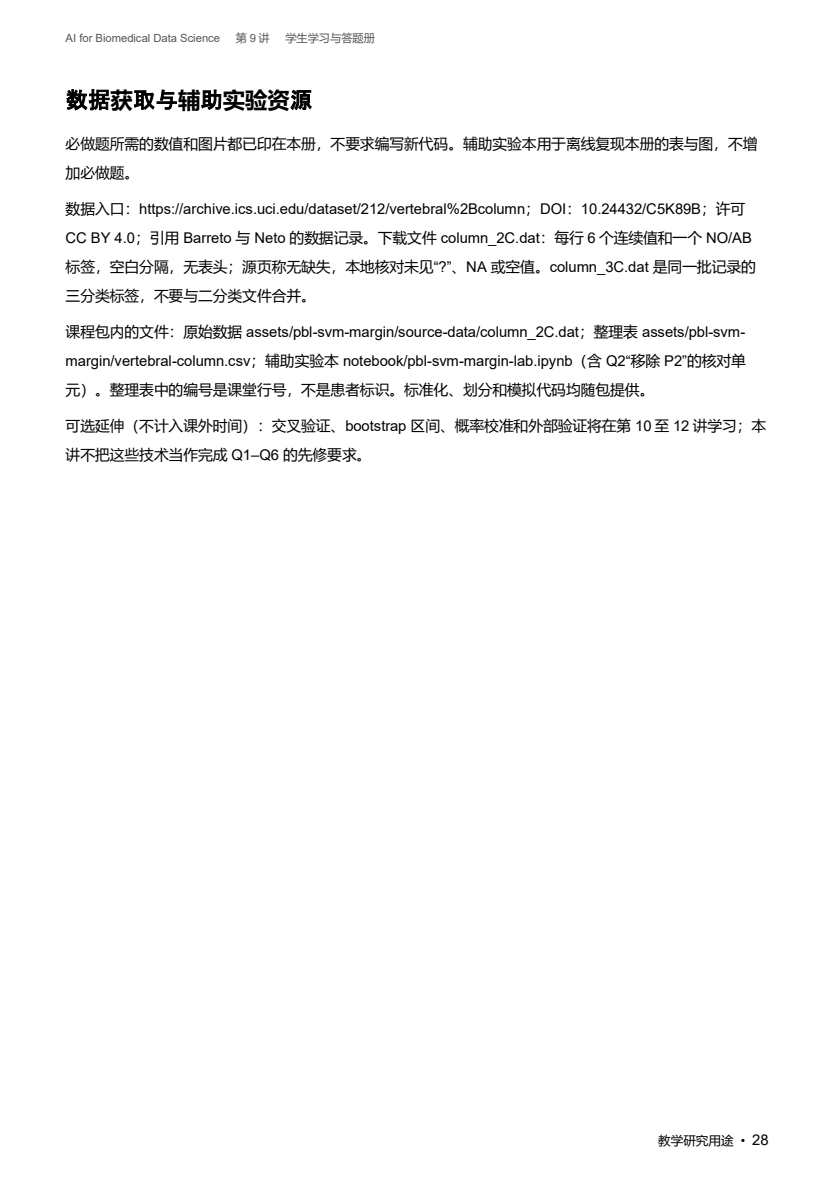 AI for Biomedical Data Science 第 9 讲 学生学习与答题册
数据获取与辅助实验资源
必做题所需的数值和图片都已印在本册，不要求编写新代码。辅助实验本用于离线复现本册的表与图，不增
加必做题。
数据入口：https://archive.ics.uci.edu/dataset/212/vertebral%2Bcolumn；DOI：10.24432/C5K89B；许可
CC BY 4.0；引用 Barreto 与 Neto 的数据记录。下载文件 column_2C.dat：每行 6 个连续值和一个 NO/AB
标签，空白分隔，无表头；源页称无缺失，本地核对未见“?”、NA 或空值。column_3C.dat 是同一批记录的
三分类标签，不要与二分类文件合并。
课程包内的文件：原始数据 assets/pbl-svm-margin/source-data/column_2C.dat；整理表 assets/pbl-svm-
margin/vertebral-column.csv；辅助实验本 notebook/pbl-svm-margin-lab.ipynb（含 Q2“移除 P2”的核对单
元）。整理表中的编号是课堂行号，不是患者标识。标准化、划分和模拟代码均随包提供。
可选延伸（不计入课外时间）：交叉验证、bootstrap 区间、概率校准和外部验证将在第 10 至 12 讲学习；本
讲不把这些技术当作完成 Q1–Q6 的先修要求。
教学研究用途 • 28